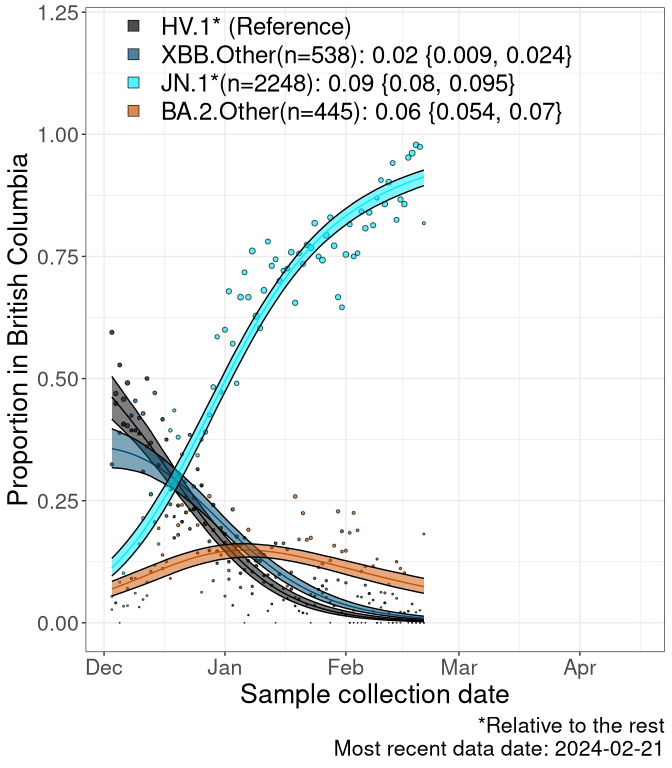 1.25
HV.1* (Reference)
XBB.Other(n=538): 0.02 {0.009, 0.024}
JN.1*(n=2248): 0.09 {0.08, 0.095}
BA.2.Other(n=445): 0.06 {0.054, 0.07}
1.00
0.75
0.50
0.25
0.00
Proportion in British Columbia
Dec Jan Feb Mar Apr
Sample collection date
*Relative to the rest
Most recent data date: 2024-02-21